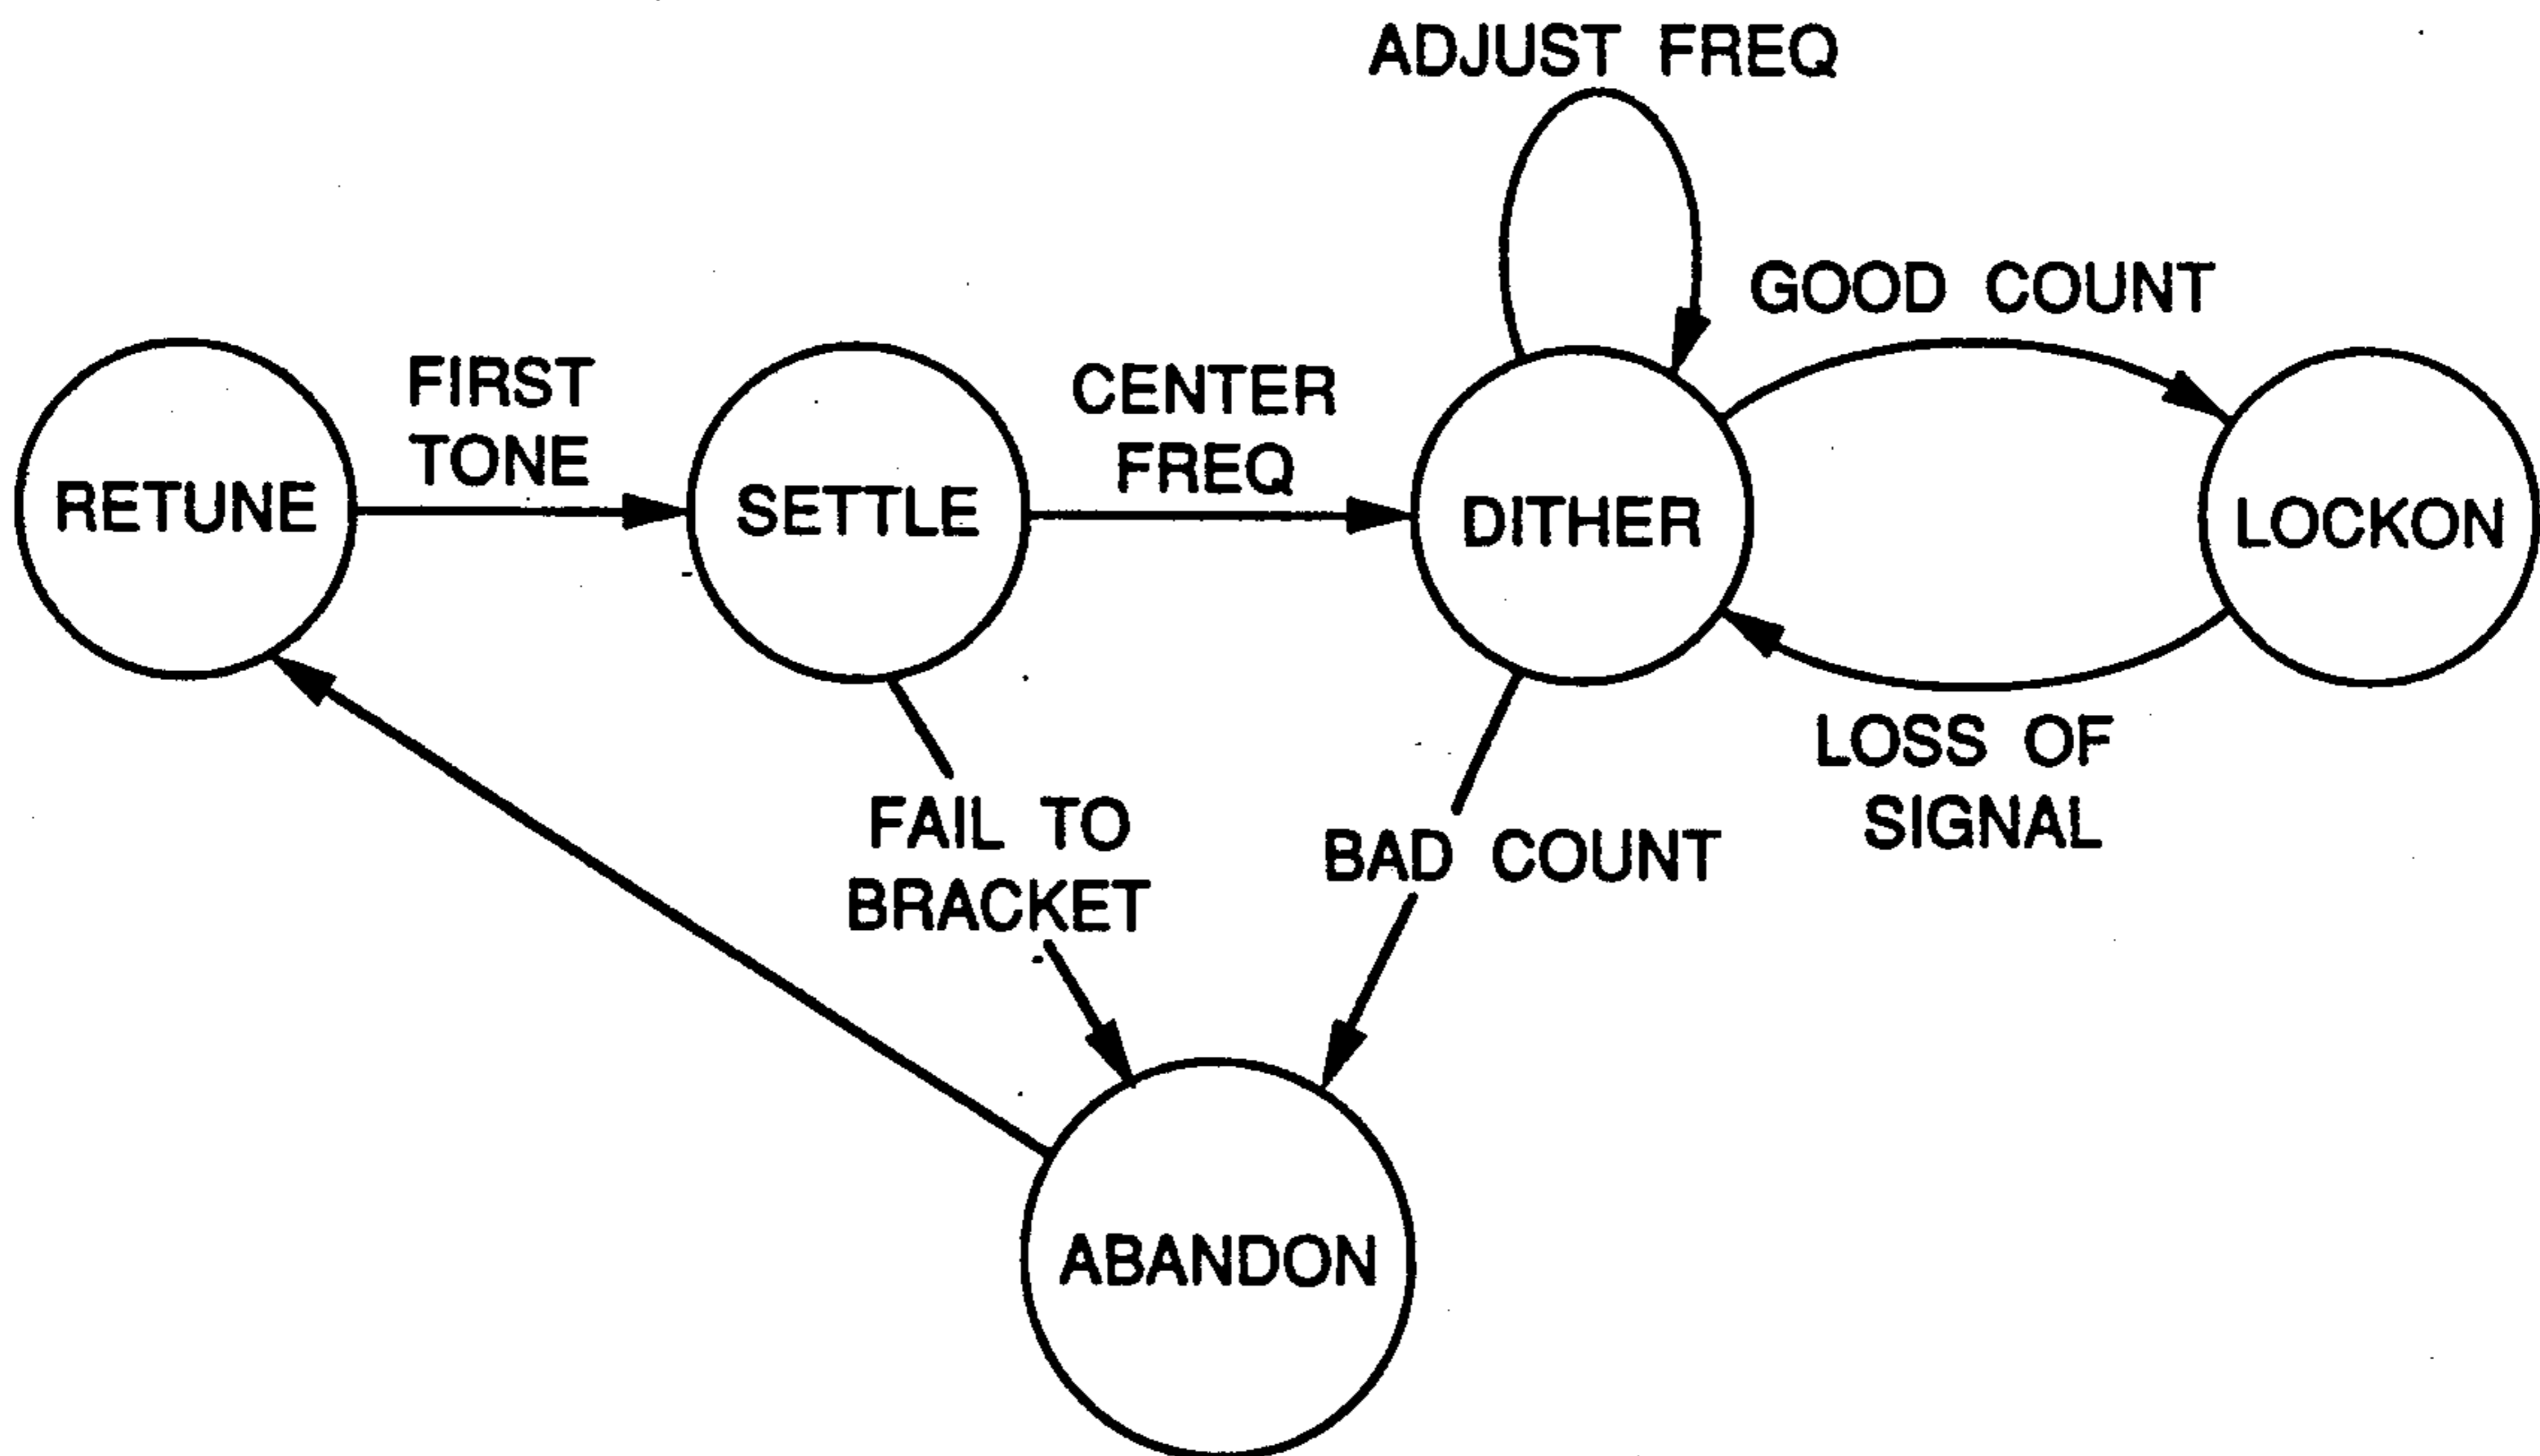 ADJUST FREQ
GOOD COUNT
FIRST
TONE
CENTER
FREQ
RETUNE
SETTLE
DITHER
LOCKON
LOSS OF
SIGNAL
FAIL TO
BRACKET
BAD COUNT
ABANDON